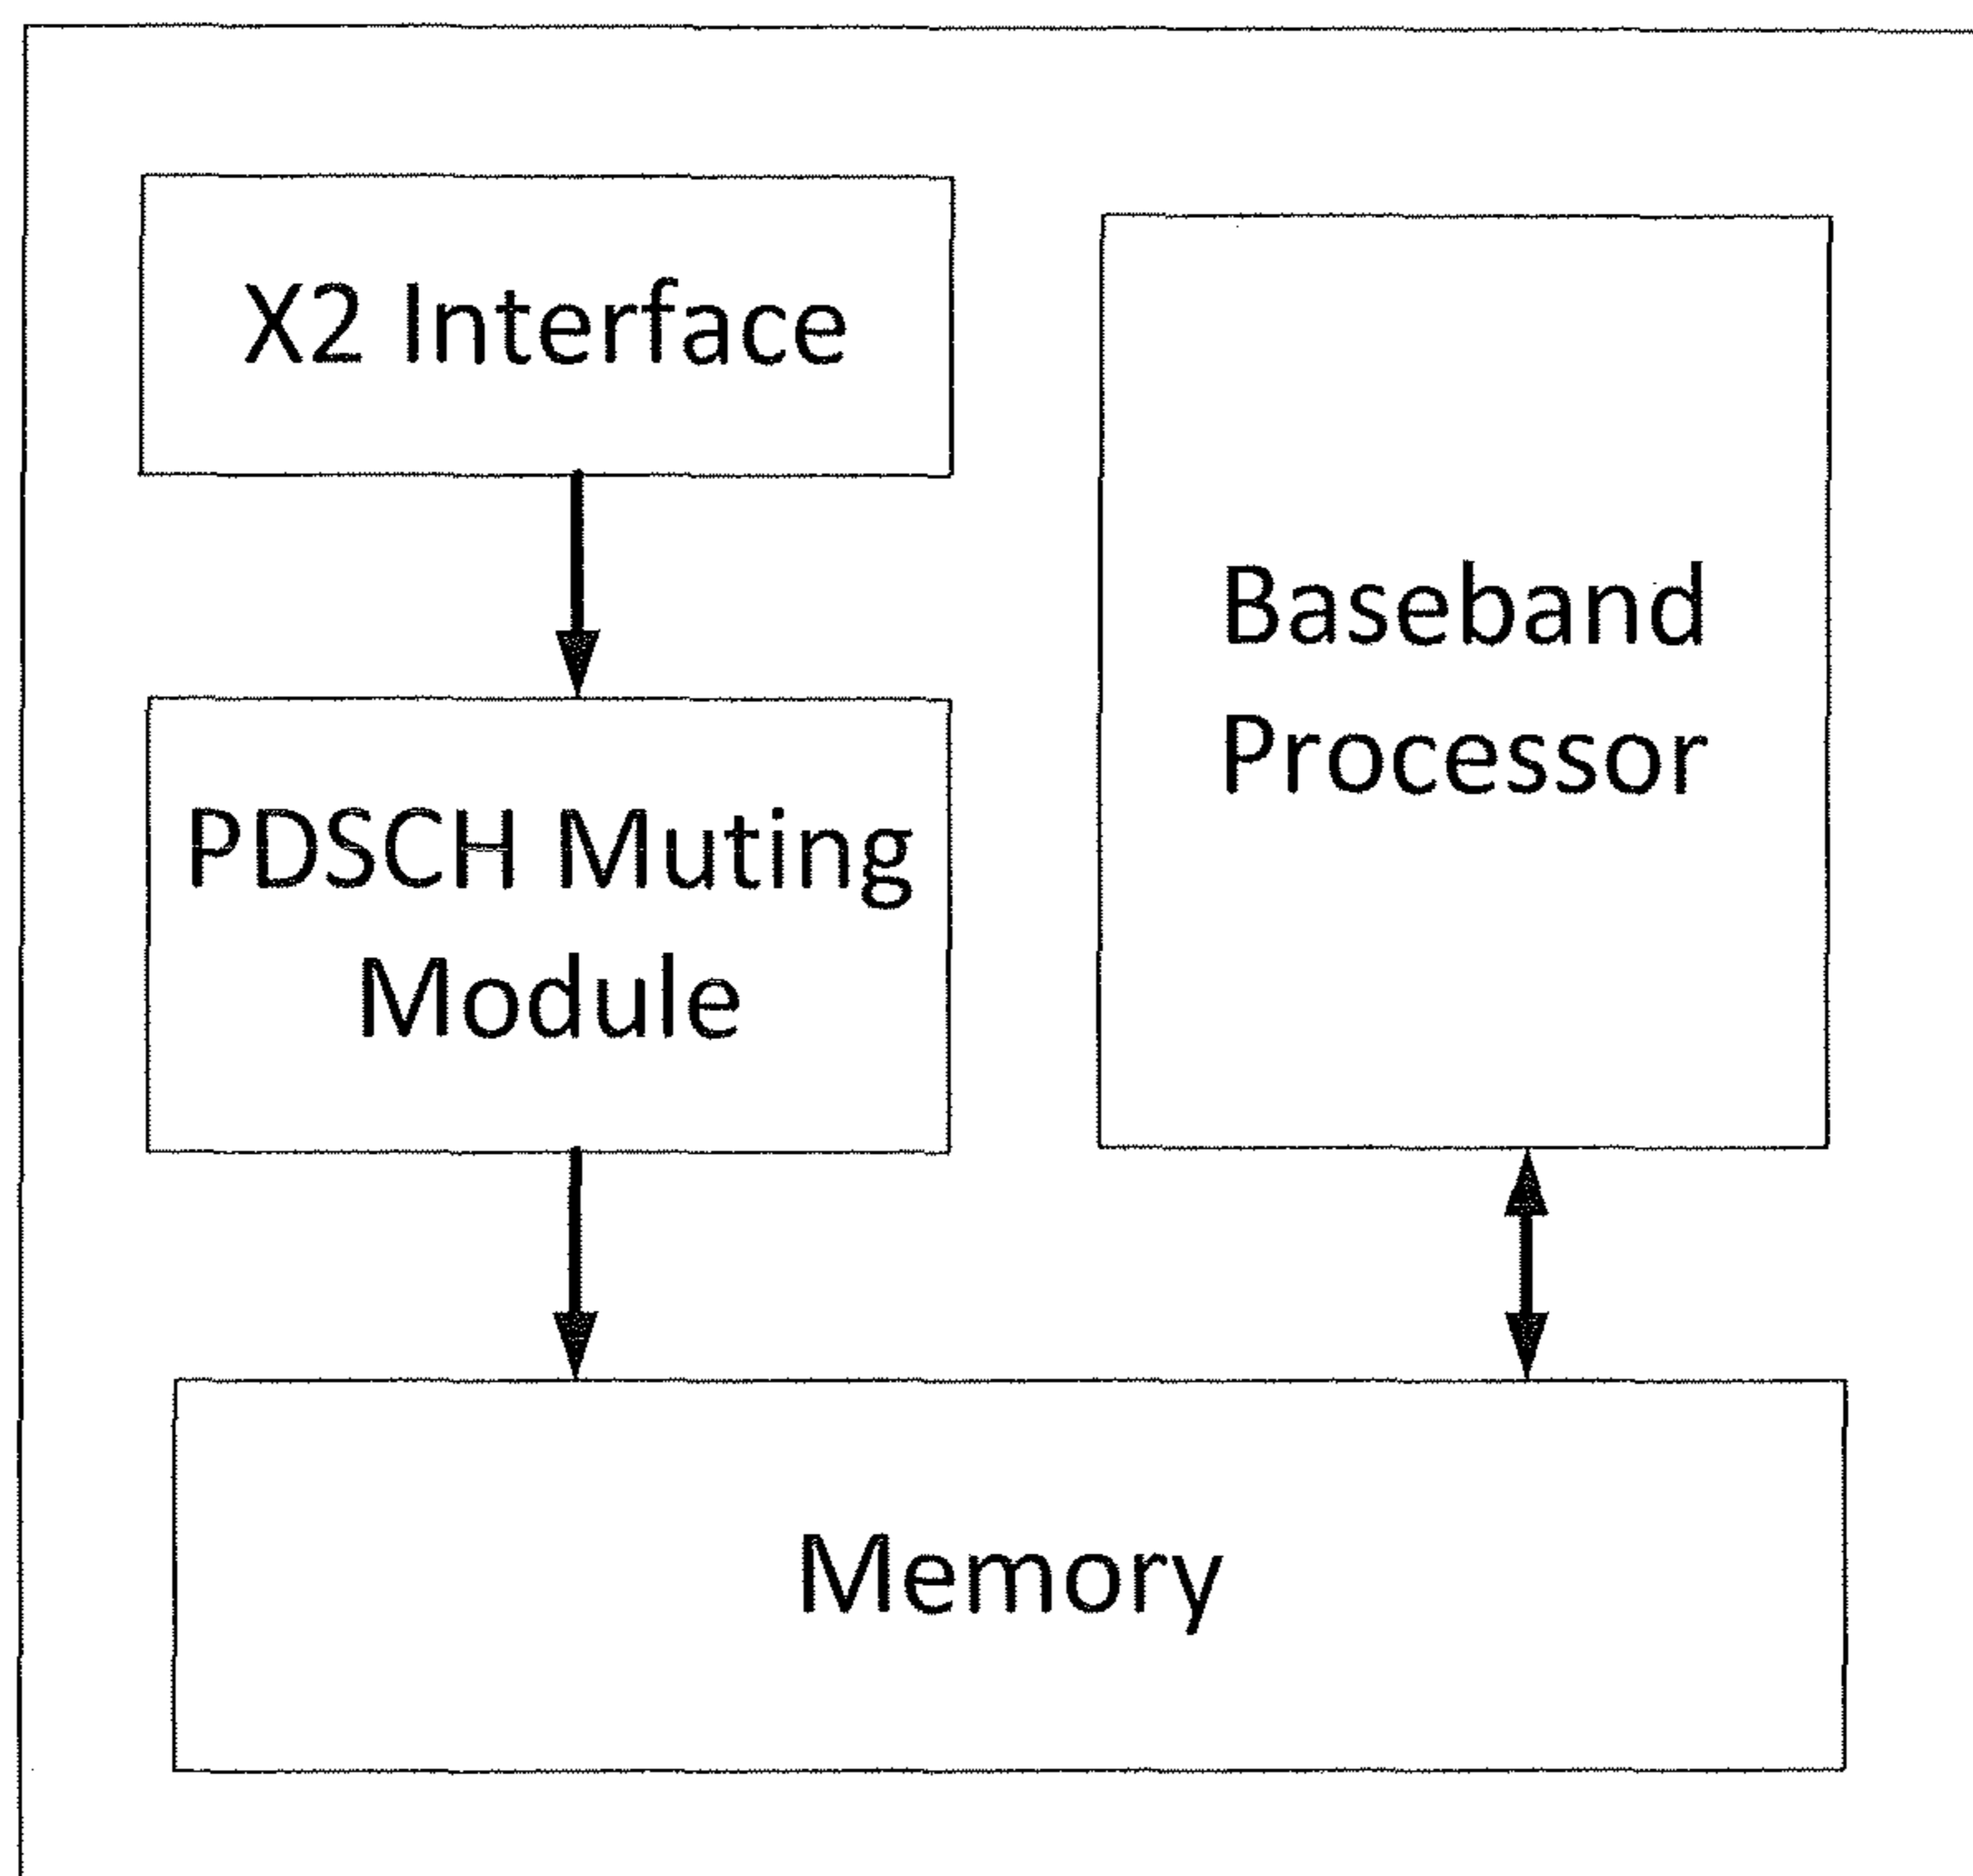 X2 Interface
Baseband
Processor
PDSCH Muting
Module
Memory